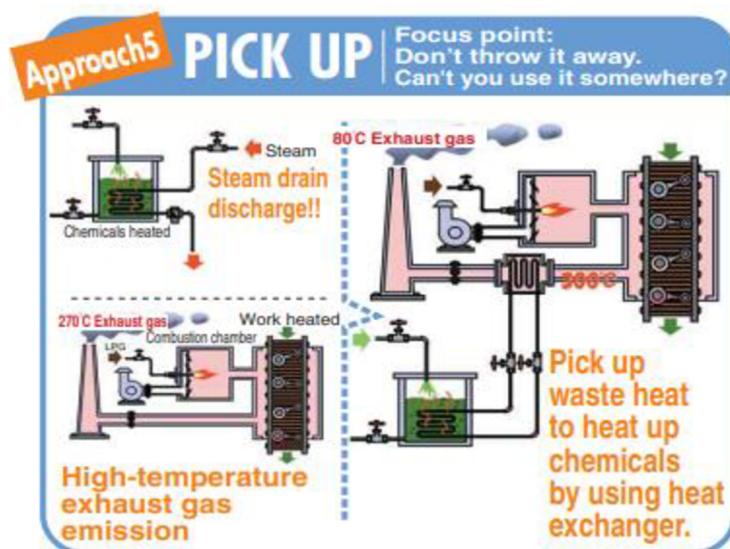 Approach5
PICK UP
Focus point:
Don't throw it away.
Can't you use it somewhere?
Steam
Steam drain
discharge!!
Chemicals heated
270℃ Exhaust gas
Work heated
Combustion chamber
LPG
High-temperature
exhaust gas
emission
80℃ Exhaust gas
300℃
Pick up
waste heat
to heat up
chemicals
by using heat
exchanger.